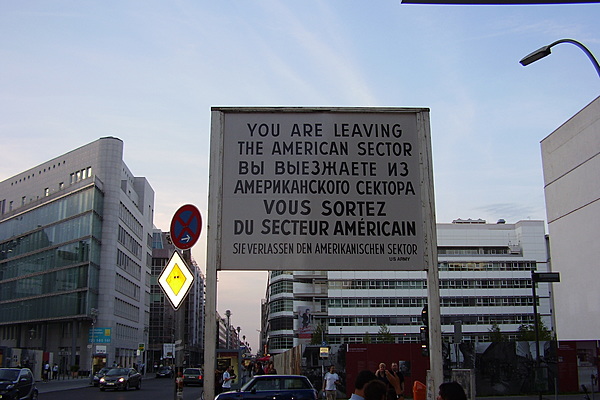 YOU ARE LEAVING
THE AMERICAN SECTOR
ВЫ ВЫЕЗЖАЕТЕ ИЗ
АМЕРИКАНСКОГО СЕКТОРА
VOUS SORTEZ
DU SECTEUR AMÉRICAIN
SIE VERLASSEN DEN AMERIKANISCHEN SEKTOR
US ARMY